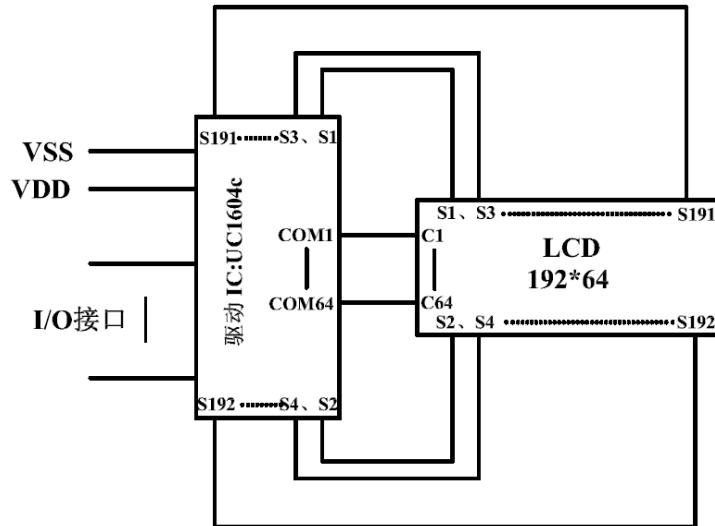 S191 S3、S1
VSS
VDD
驱动 IC:UC1604c
COM1
COM64
I/O接口
S192 S4、S2
S1、S3 S191
C1
LCD
192*64
C64
S2、S4 S192